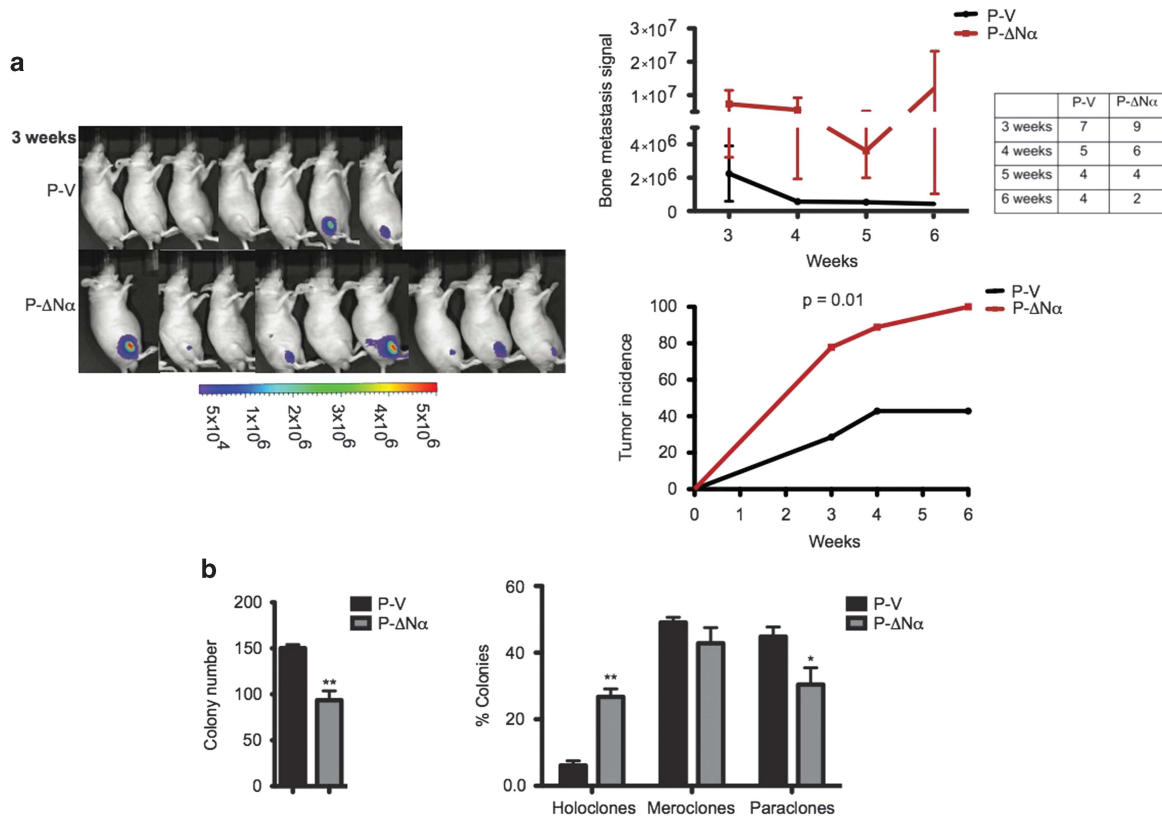 a
3 weeks
P-V
P-ΔNα
5x10⁴ 1x10⁶ 2x10⁶ 3x10⁶ 4x10⁶ 5x10⁶
P-V
P-ΔNα
Bone metastasis signal
3×10⁷
2×10⁷
1×10⁷
4×10⁶
2×10⁶
0
3 4 5 6
Weeks
P-V P-ΔNα
3 weeks 7 9
4 weeks 5 6
5 weeks 4 4
6 weeks 4 2
p = 0.01
P-V
P-ΔNα
Tumor incidence
100
80
60
40
20
0
0 1 2 3 4 5 6
Weeks
b
Colony number
200
150
100
50
0
**
P-V
P-ΔNα
% Colonies
60
40
20
0.0
**
*
P-V
P-ΔNα
Holoclones Meroclones Paraclones